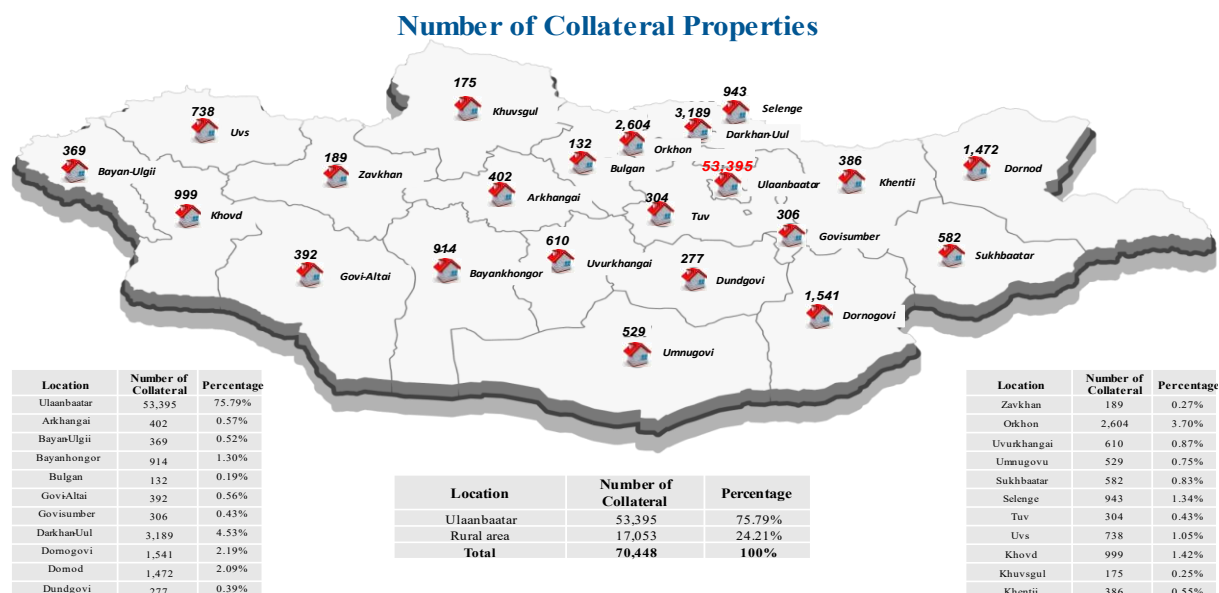 Number of Collateral Properties
175
Khuvsgul
943
Selenge
738
Uvs
3,189
Darkhan-Uul
2,604
Orkhon
132
Bulgan
369
Bayan-Ulgii
189
Zavkhan
402
Arkhangai
53,395
Ulaanbaatar
386
Khentii
1,472
Dornod
999
Khovd
304
Tuv
306
Govisumber
582
Sukhbaatar
392
Govi-Altai
914
Bayankhongor
610
Uvurkhangai
277
Dundgovi
1,541
Dornogovi
529
Umnugovi
Location Number of Collateral Percentage
Ulaanbaatar 53,395 75.79%
Arkhangai 402 0.57%
Bayan-Ulgii 369 0.52%
Bayanhongor 914 1.30%
Bulgan 132 0.19%
Govi-Altai 392 0.56%
Govisumber 306 0.43%
Darkhan-Uul 3,189 4.53%
Dornogovi 1,541 2.19%
Dornod 1,472 2.09%
Dundgovi 277 0.39%
Location Number of Collateral Percentage
Ulaanbaatar 53,395 75.79%
Rural area 17,053 24.21%
Total 70,448 100%
Location Number of Collateral Percentage
Zavkhan 189 0.27%
Orkhon 2,604 3.70%
Uvurkhangai 610 0.87%
Umnugovu 529 0.75%
Sukhbaatar 582 0.83%
Selenge 943 1.34%
Tuv 304 0.43%
Uvs 738 1.05%
Khovd 999 1.42%
Khuvsgul 175 0.25%
Khentii 386 0.55%